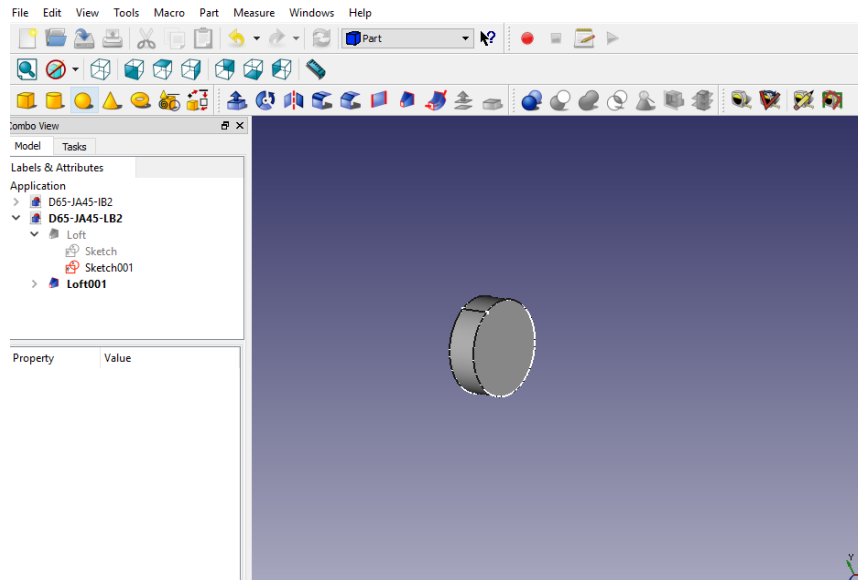 File Edit View Tools Macro Part Measure Windows Help
Part
Combo View
Model Tasks
Labels & Attributes
Application
D65-JA45-IB2
D65-JA45-LB2
Loft
Sketch
Sketch001
Loft001
Property Value
Y